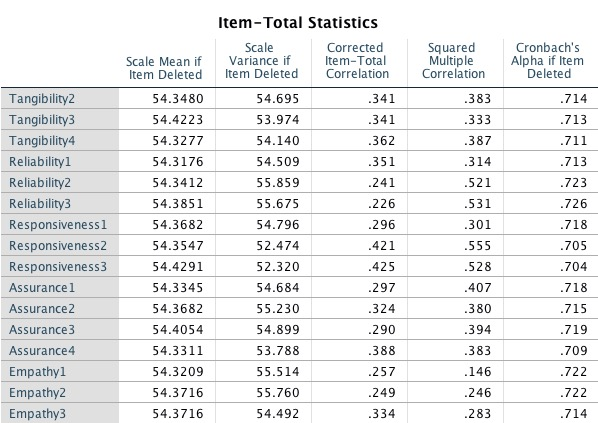 Item-Total Statistics
Scale Mean if Item Deleted | Scale Variance if Item Deleted | Corrected Item-Total Correlation | Squared Multiple Correlation | Cronbach's Alpha if Item Deleted
Tangibility2 54.3480 54.695 .341 .383 .714
Tangibility3 54.4223 53.974 .341 .333 .713
Tangibility4 54.3277 54.140 .362 .387 .711
Reliability1 54.3176 54.509 .351 .314 .713
Reliability2 54.3412 55.859 .241 .521 .723
Reliability3 54.3851 55.675 .226 .531 .726
Responsiveness1 54.3682 54.796 .296 .301 .718
Responsiveness2 54.3547 52.474 .421 .555 .705
Responsiveness3 54.4291 52.320 .425 .528 .704
Assurance1 54.3345 54.684 .297 .407 .718
Assurance2 54.3682 55.230 .324 .380 .715
Assurance3 54.4054 54.899 .290 .394 .719
Assurance4 54.3311 53.788 .388 .383 .709
Empathy1 54.3209 55.514 .257 .146 .722
Empathy2 54.3716 55.760 .249 .246 .722
Empathy3 54.3716 54.492 .334 .283 .714